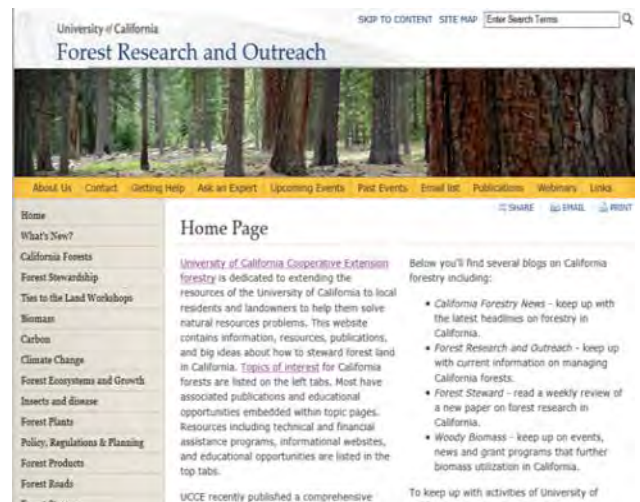 SKIP TO CONTENT SITE MAP Enter Search Terms
University of California
Forest Research and Outreach
About Us Contact Getting Help Ask an Expert Upcoming Events Past Events Email list Publications Webinars Links
SHARE EMAIL PRINT
Home
What's New?
California Forests
Forest Stewardship
Ties to the Land Workshops
Biomass
Carbon
Climate Change
Forest Ecosystems and Growth
Insects and disease
Forest Plants
Policy, Regulations & Planning
Forest Products
Forest Roads
Home Page
University of California Cooperative Extension
forestry is dedicated to extending the
resources of the University of California to local
residents and landowners to help them solve
natural resources problems. This website
contains information, resources, publications,
and big ideas about how to steward forest land
in California. Topics of interest for California
forests are listed on the left tabs. Most have
associated publications and educational
opportunities embedded within topic pages.
Resources including technical and financial
assistance programs, informational websites,
and educational opportunities are listed in the
top tabs.
UCCE recently published a comprehensive
Below you'll find several blogs on California
forestry including:
• California Forestry News - keep up with
the latest headlines on forestry in
California.
• Forest Research and Outreach - keep up
with current information on managing
California forests.
• Forest Steward - read a weekly review of
a new paper on forest research in
California.
• Woody Biomass - keep up on events,
news and grant programs that further
biomass utilization in California.
To keep up with activities of University of